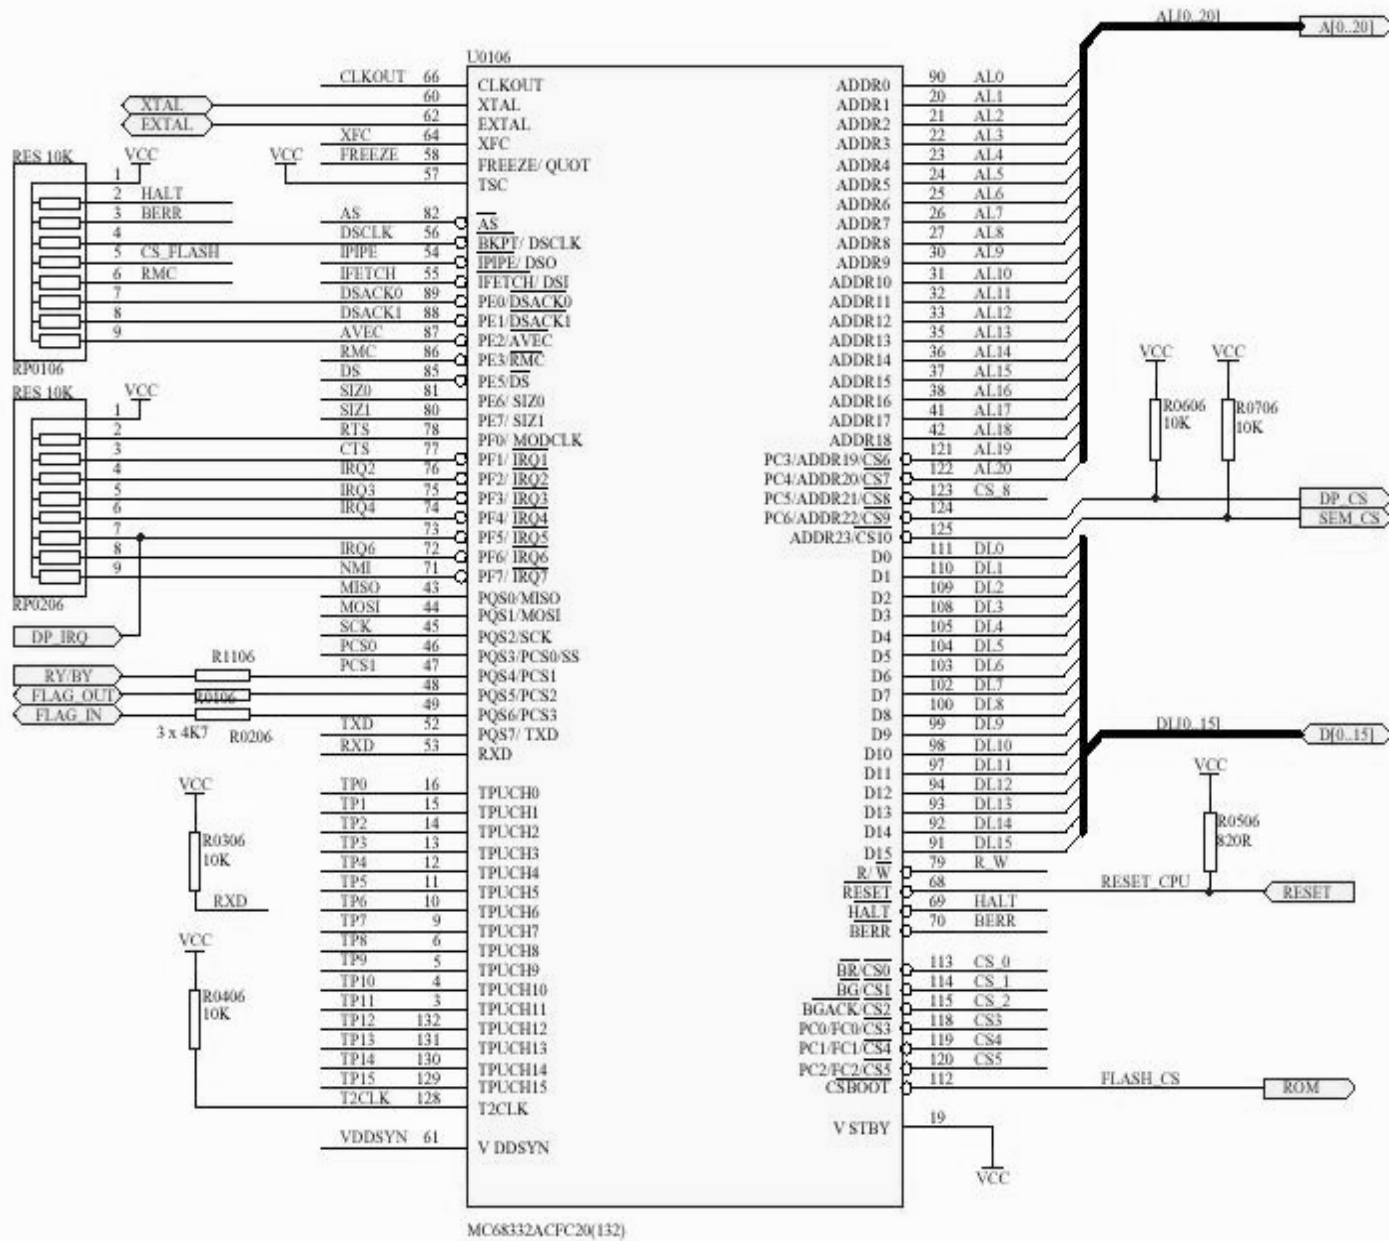 AL[0..20]
A[0..20]
U0106
CLKOUT 66 CLKOUT ADDR0 90 AL0
XTAL 60 XTAL ADDR1 20 AL1
EXTAL 62 EXTAL ADDR2 21 AL2
XFC 64 XFC ADDR3 22 AL3
RES 10K VCC VCC FREEZE 58 FREEZE/ QUOT ADDR4 23 AL4
1 57 TSC ADDR5 24 AL5
2 HALT ADDR6 25 AL6
3 BERR AS 82 AS ADDR7 26 AL7
4 DSCLK 56 BKPT/ DSCLK ADDR8 27 AL8
5 CS_FLASH IPIPE 54 IPIPE/ DSO ADDR9 30 AL9
6 RMC IFETCH 55 IFETCH/ DSI ADDR10 31 AL10
7 DSACK0 89 PE0/DSACK0 ADDR11 32 AL11
8 DSACK1 88 PE1/DSACK1 ADDR12 33 AL12
9 AVEC 87 PE2/AVEC ADDR13 35 AL13
RMC 86 PE3/RMC ADDR14 36 AL14
RP0106 DS 85 PE5/DS ADDR15 37 AL15
VCC VCC
RES 10K VCC SIZ0 81 PE6/ SIZ0 ADDR16 38 AL16
1 SIZ1 80 PE7/ SIZ1 ADDR17 41 AL17
R0606 10K R0706 10K
2 RTS 78 PF0/ MODCLK ADDR18 42 AL18
3 CTS 77 PF1/ IRQ1 PC3/ADDR19/CS6 121 AL19
4 IRQ2 76 PF2/ IRQ2 PC4/ADDR20/CS7 122 AL20
5 IRQ3 75 PF3/ IRQ3 PC5/ADDR21/CS8 123 CS_8 DP_CS
6 IRQ4 74 PF4/ IRQ4 PC6/ADDR22/CS9 124 SEM_CS
7 73 PF5/ IRQ5 ADDR23/CS10 125
8 IRQ6 72 PF6/ IRQ6 D0 111 DL0
9 NMI 71 PF7/ IRQ7 D1 110 DL1
RP0206 MISO 43 PQS0/MISO D2 109 DL2
MOSI 44 PQS1/MOSI D3 108 DL3
DP_IRQ SCK 45 PQS2/SCK D4 105 DL4
R1106 PCS0 46 PQS3/PCS0/SS D5 104 DL5
RY/BY PCS1 47 PQS4/PCS1 D6 103 DL6
FLAG_OUT R0106 48 PQS5/PCS2 D7 102 DL7
FLAG_IN 49 PQS6/PCS3 D8 100 DL8
3 x 4K7 R0206 TXD 52 PQS7/ TXD D9 99 DL9 DL[0..15] D[0..15]
RXD 53 RXD D10 98 DL10
D11 97 DL11 VCC
VCC TP0 16 TPUCH0 D12 94 DL12
TP1 15 TPUCH1 D13 93 DL13
TP2 14 TPUCH2 D14 92 DL14 R0506
R0306 TP3 13 TPUCH3 D15 91 DL15 820R
10K TP4 12 TPUCH4 R/ W 79 R_W
TP5 11 TPUCH5 RESET 68 RESET_CPU RESET
RXD TP6 10 TPUCH6 HALT 69 HALT
TP7 9 TPUCH7 BERR 70 BERR
VCC TP8 6 TPUCH8
TP9 5 TPUCH9 BR/CS0 113 CS_0
R0406 TP10 4 TPUCH10 BG/CS1 114 CS_1
10K TP11 3 TPUCH11 BGACK/CS2 115 CS_2
TP12 132 TPUCH12 PC0/FC0/CS3 118 CS3
TP13 131 TPUCH13 PC1/FC1/CS4 119 CS4
TP14 130 TPUCH14 PC2/FC2/CS5 120 CS5
TP15 129 TPUCH15 CSBOOT 112 FLASH_CS ROM
T2CLK 128 T2CLK
V STBY 19
VDDSYN 61 V DDSYN
VCC
MC68332ACFC20(132)